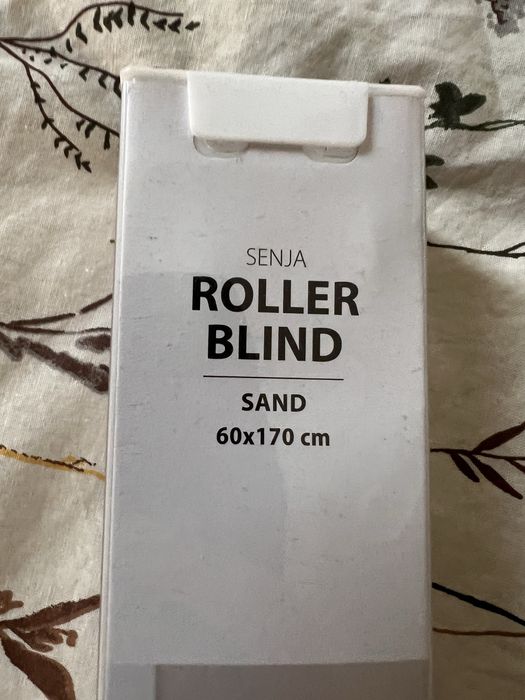 SENJA
ROLLER
BLIND
SAND
60x170 cm